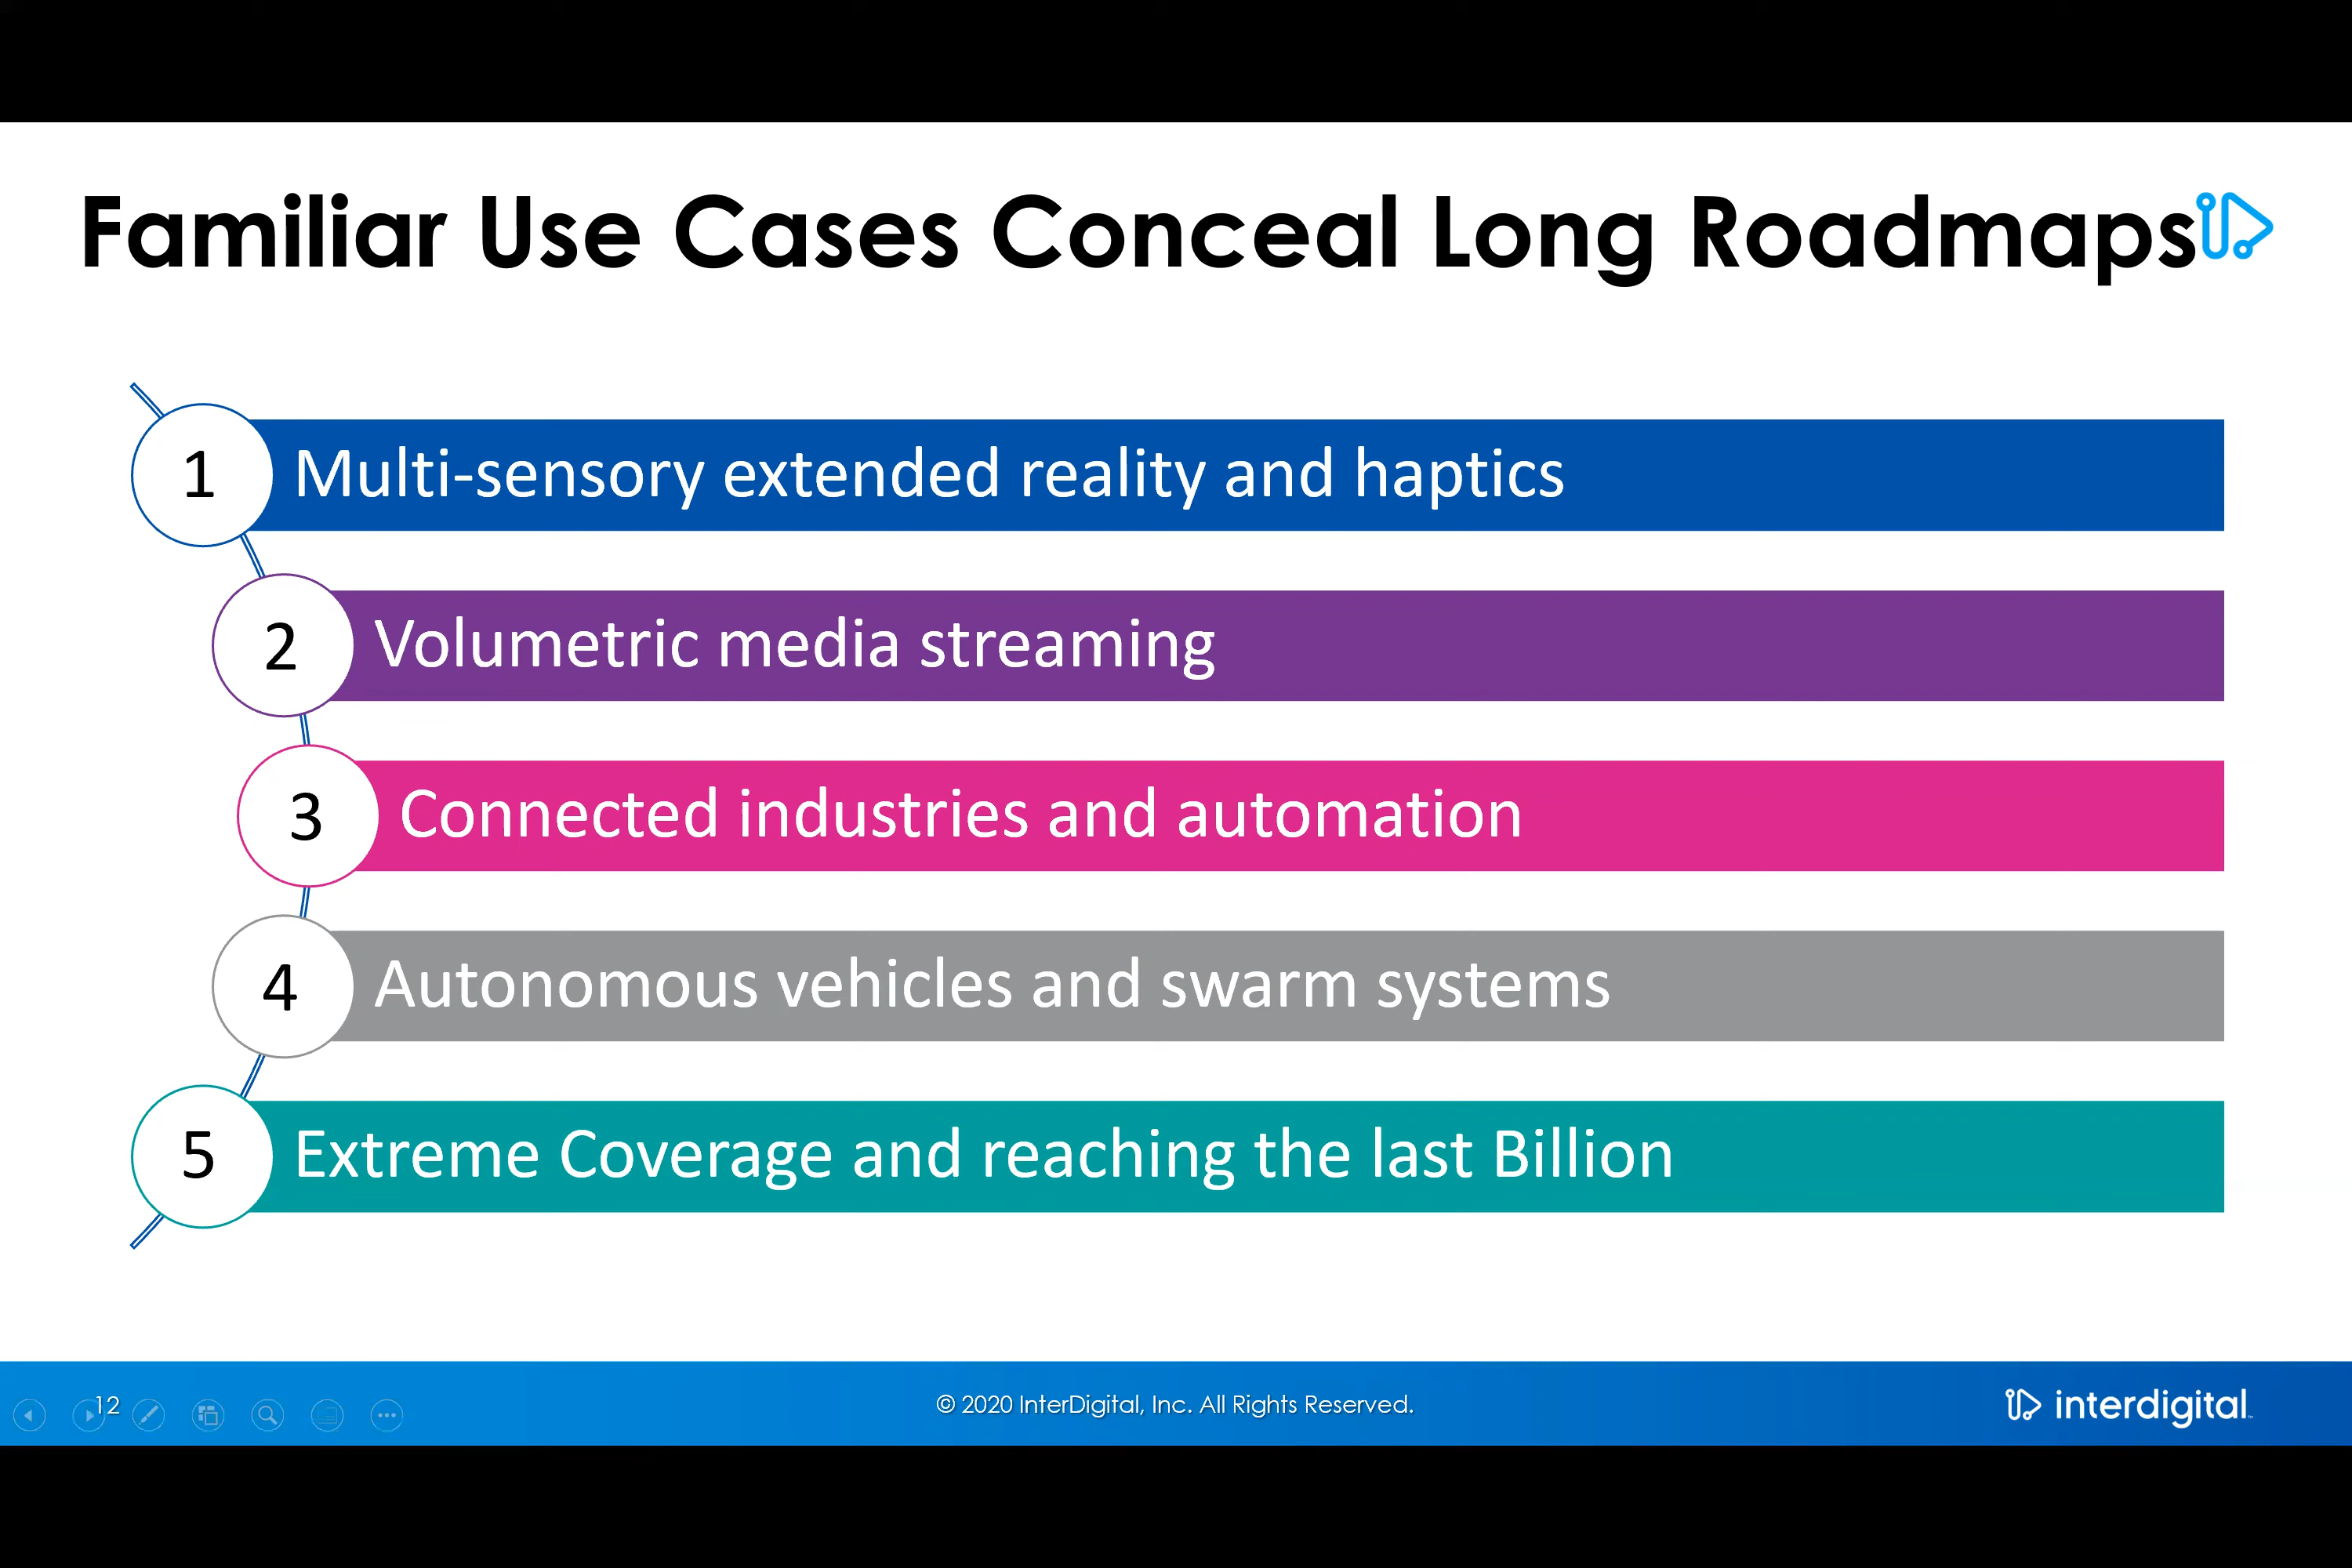 Familiar Use Cases Conceal Long Roadmaps
1 Multi-sensory extended reality and haptics
2 Volumetric media streaming
3 Connected industries and automation
4 Autonomous vehicles and swarm systems
5 Extreme Coverage and reaching the last Billion
12
© 2020 InterDigital, Inc. All Rights Reserved.
interdigital